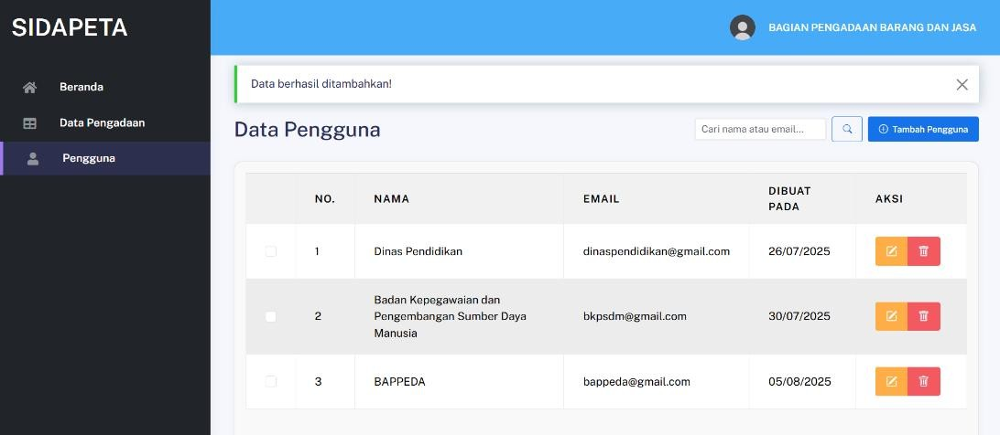 SIDAPETA
BAGIAN PENGADAAN BARANG DAN JASA
Beranda
Data Pengadaan
Pengguna
Data berhasil ditambahkan!
Data Pengguna
Cari nama atau email...
Tambah Pengguna
NO. NAMA EMAIL DIBUAT PADA AKSI
1 Dinas Pendidikan dinaspendidikan@gmail.com 26/07/2025
2 Badan Kepegawaian dan
Pengembangan Sumber Daya
Manusia
bkpsdm@gmail.com 30/07/2025
3 BAPPEDA bappeda@gmail.com 05/08/2025